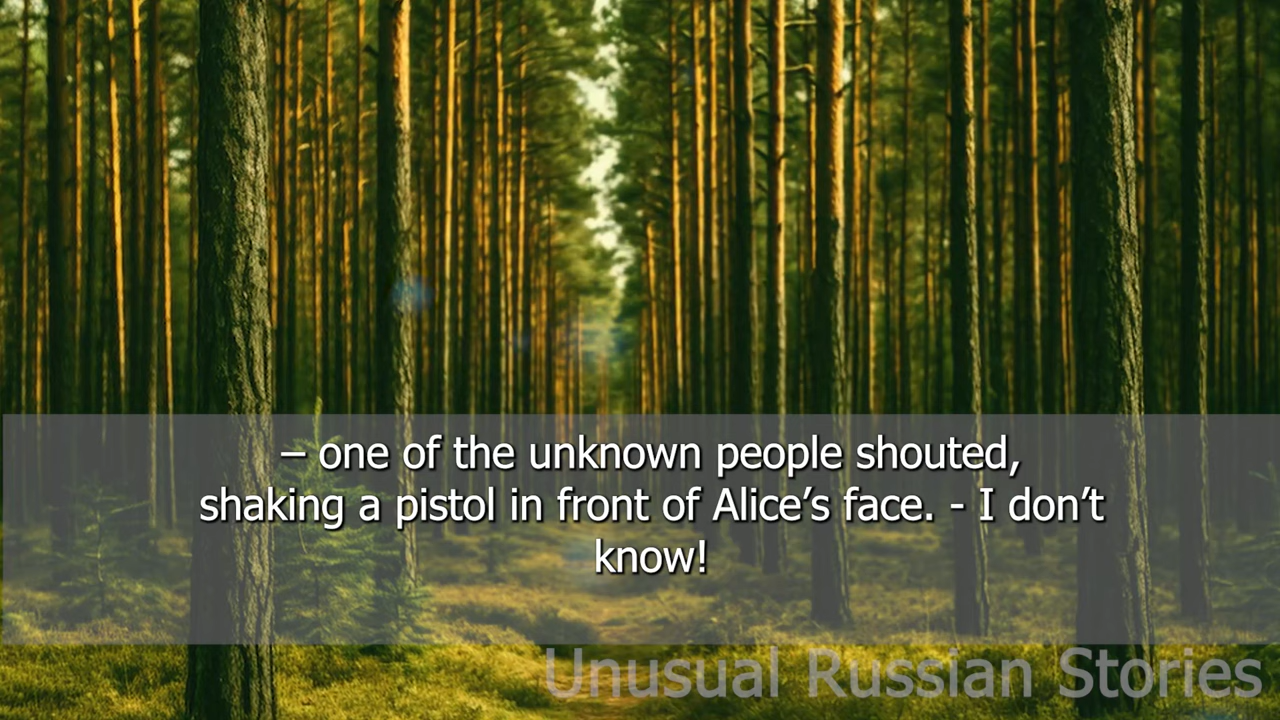 – one of the unknown people shouted,
shaking a pistol in front of Alice’s face. - I don’t
know!
Unusual Russian Stories